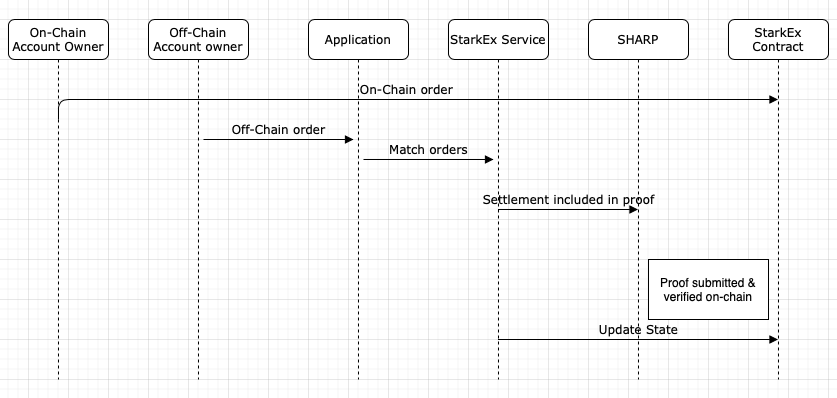 On-Chain
Account Owner
Off-Chain
Account owner
Application
StarkEx Service
SHARP
StarkEx
Contract
On-Chain order
Off-Chain order
Match orders
Settlement included in proof
Proof submitted &
verified on-chain
Update State